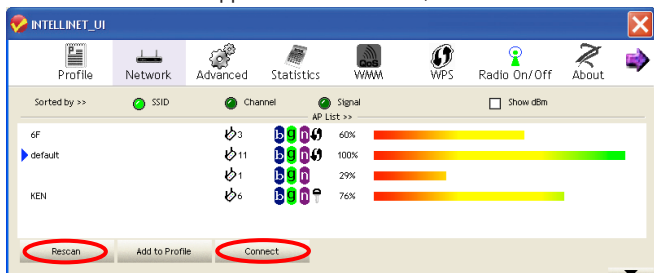 INTELLINET_UI
Profile Network Advanced Statistics QoS WMM WPS Radio On/Off About
Sorted by >> SSID Channel Signal Show dBm
AP List >>
6F 3 b g n 60%
default 11 b g n 100%
1 b g n 29%
KEN 6 b g n 76%
Rescan Add to Profile Connect